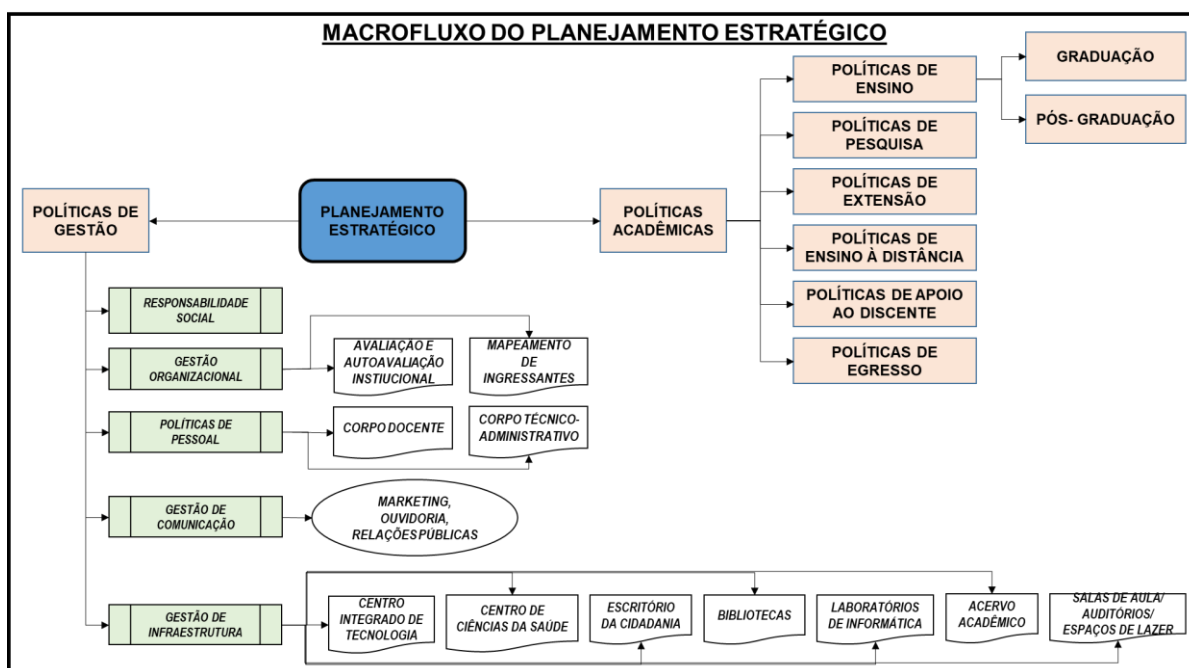 MACROFLUXO DO PLANEJAMENTO ESTRATÉGICO
POLÍTICAS DE
GESTÃO
PLANEJAMENTO
ESTRATÉGICO
POLÍTICAS
ACADÊMICAS
POLÍTICAS DE
ENSINO
GRADUAÇÃO
PÓS- GRADUAÇÃO
POLÍTICAS DE
PESQUISA
POLÍTICAS DE
EXTENSÃO
POLÍTICAS DE
ENSINO À DISTÂNCIA
POLÍTICAS DE APOIO
AO DISCENTE
POLÍTICAS DE
EGRESSO
RESPONSABILIDADE
SOCIAL
GESTÃO
ORGANIZACIONAL
AVALIAÇÃO E
AUTOAVALIAÇÃO
INSTIUCIONAL
MAPEAMENTO
DE
INGRESSANTES
POLÍTICAS DE
PESSOAL
CORPO DOCENTE
CORPO TÉCNICO-
ADMINISTRATIVO
GESTÃO DE
COMUNICAÇÃO
MARKETING,
OUVIDORIA,
RELAÇÕES PÚBLICAS
GESTÃO DE
INFRAESTRUTURA
CENTRO
INTEGRADO DE
TECNOLOGIA
CENTRO DE
CIÊNCIAS DA SAÚDE
ESCRITÓRIO
DA CIDADANIA
BIBLIOTECAS
LABORATÓRIOS
DE INFORMÁTICA
ACERVO
ACADÊMICO
SALAS DE AULA/
AUDITÓRIOS/
ESPAÇOS DE LAZER